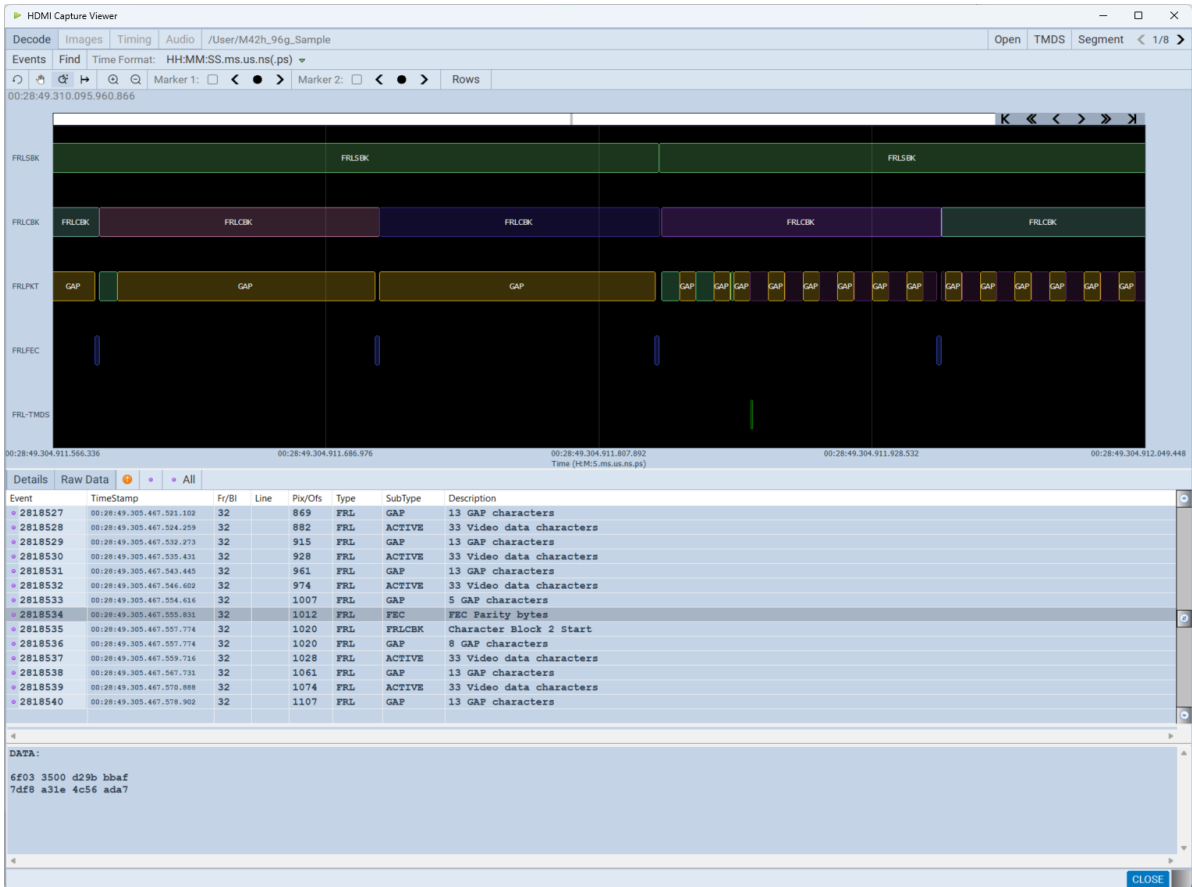 HDMI Capture Viewer
Decode Images Timing Audio /User/M42h_96g_Sample Open TMDS Segment 1/8
Events Find Time Format: HH:MM:SS.ms.us.ns(.ps)
Marker 1: Marker 2: Rows
00:28:49.310.095.960.866
FRLSBK FRLSBK FRLSBK
FRLCBK FRLCBK FRLCBK FRLCBK FRLCBK FRLCBK
FRLPKT GAP GAP GAP GAP GAP GAP GAP GAP GAP GAP GAP GAP GAP GAP GAP GAP GAP
FRLFEC
FRL-TMDS
00:28:49.304.911.566.336 00:28:49.304.911.686.976 00:28:49.304.911.807.892 00:28:49.304.911.928.532 00:28:49.304.912.049.448
Time (H:M:S.ms.us.ns.ps)
Details Raw Data All
Event TimeStamp Fr/Bl Line Pix/Ofs Type SubType Description
2818527 00:28:49.305.467.521.102 32 869 FRL GAP 13 GAP characters
2818528 00:28:49.305.467.524.259 32 882 FRL ACTIVE 33 Video data characters
2818529 00:28:49.305.467.532.273 32 915 FRL GAP 13 GAP characters
2818530 00:28:49.305.467.535.431 32 928 FRL ACTIVE 33 Video data characters
2818531 00:28:49.305.467.543.445 32 961 FRL GAP 13 GAP characters
2818532 00:28:49.305.467.546.602 32 974 FRL ACTIVE 33 Video data characters
2818533 00:28:49.305.467.554.616 32 1007 FRL GAP 5 GAP characters
2818534 00:28:49.305.467.555.831 32 1012 FRL FEC FEC Parity bytes
2818535 00:28:49.305.467.557.774 32 1020 FRL FRLCBK Character Block 2 Start
2818536 00:28:49.305.467.557.774 32 1020 FRL GAP 8 GAP characters
2818537 00:28:49.305.467.559.716 32 1028 FRL ACTIVE 33 Video data characters
2818538 00:28:49.305.467.567.731 32 1061 FRL GAP 13 GAP characters
2818539 00:28:49.305.467.570.888 32 1074 FRL ACTIVE 33 Video data characters
2818540 00:28:49.305.467.578.902 32 1107 FRL GAP 13 GAP characters
DATA:
6f03 3500 d29b bbaf
7df8 a31e 4c56 ada7
CLOSE